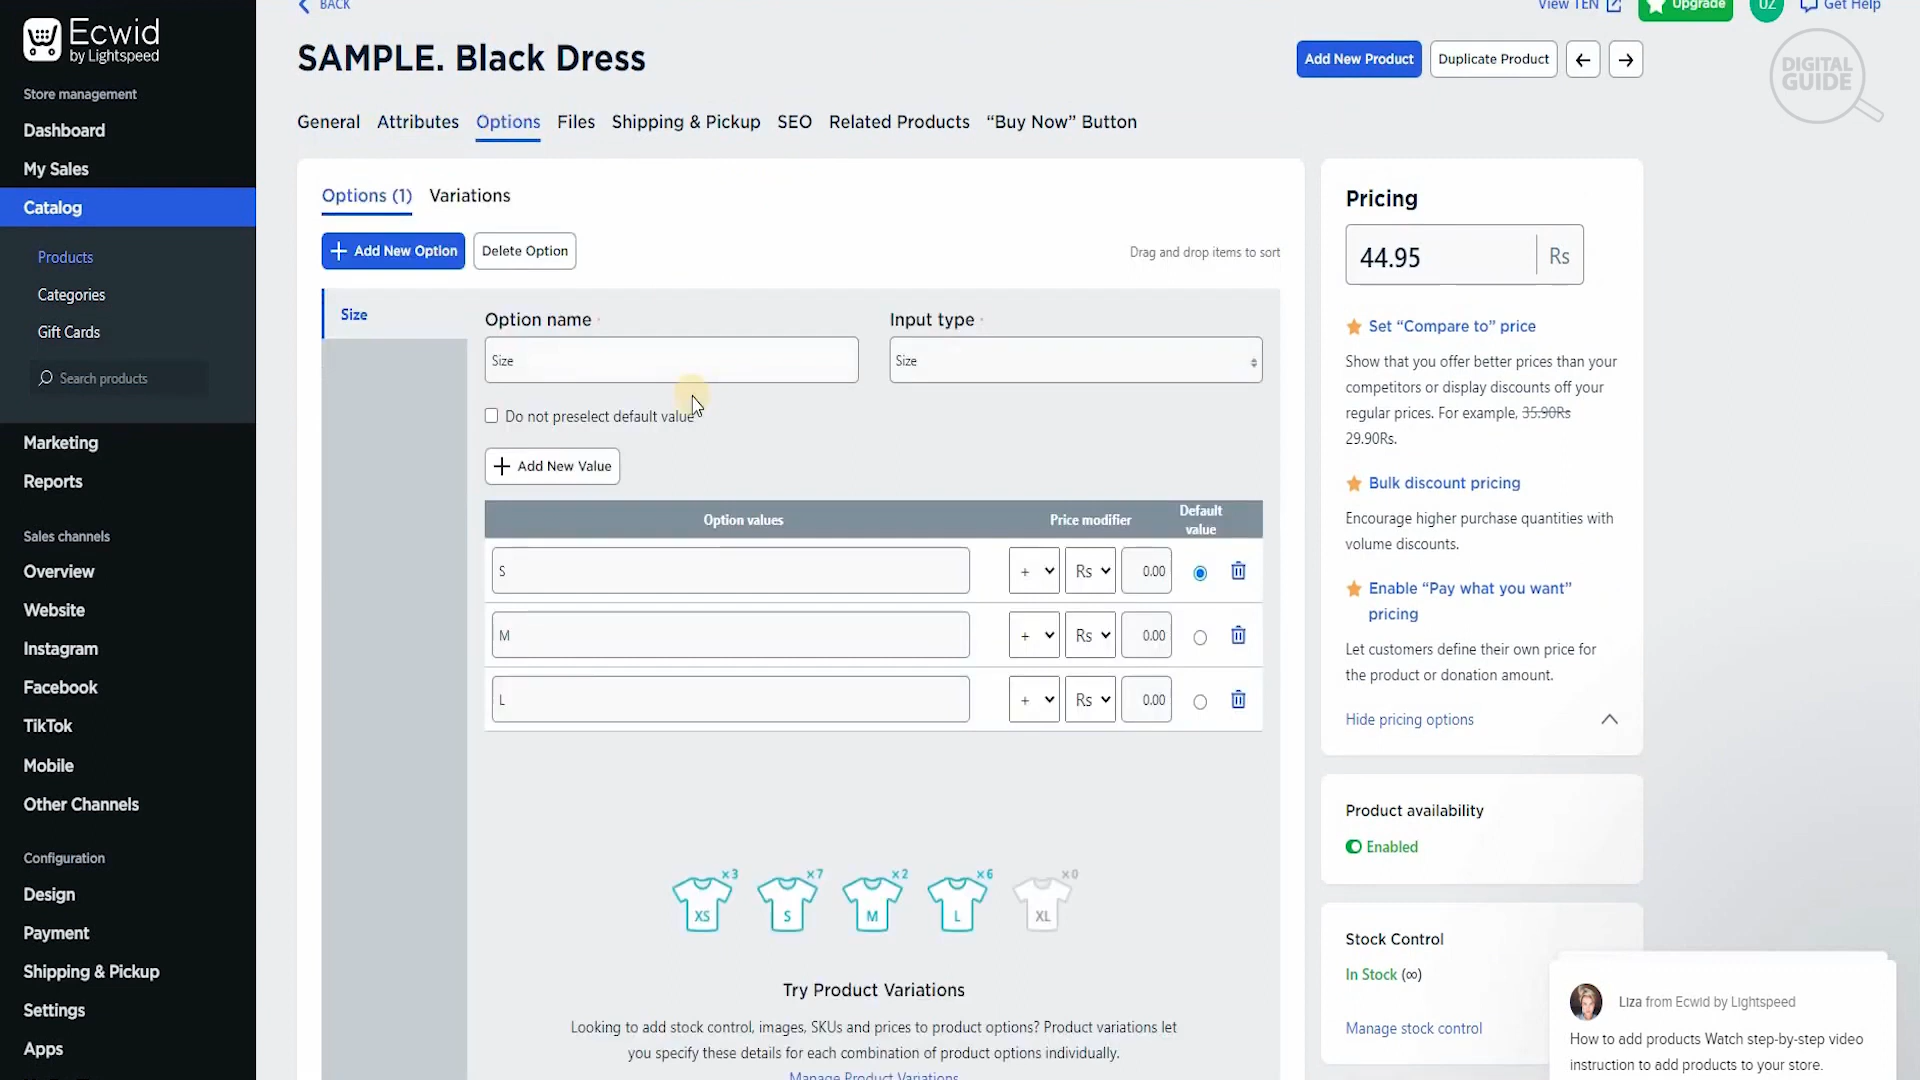 Ecwid
by Lightspeed
Store management
Dashboard
My Sales
Catalog
Products
Categories
Gift Cards
Search products
Marketing
Reports
Sales channels
Overview
Website
Instagram
Facebook
TikTok
Mobile
Other Channels
Configuration
Design
Payment
Shipping & Pickup
Settings
Apps
BACK
View TEN
Upgrade
UZ
Get Help
SAMPLE. Black Dress
Add New Product
Duplicate Product
DIGITAL
GUIDE
General Attributes Options Files Shipping & Pickup SEO Related Products “Buy Now” Button
Options (1) Variations
Add New Option
Delete Option
Drag and drop items to sort
Size
Option name
Input type
Size
Size
Do not preselect default value
Add New Value
Option values
Price modifier
Default
value
S + Rs 0.00
M + Rs 0.00
L + Rs 0.00
×3 ×7 ×2 ×6 ×0
XS S M L XL
Try Product Variations
Looking to add stock control, images, SKUs and prices to product options? Product variations let
you specify these details for each combination of product options individually.
Manage Product Variations
Pricing
44.95 Rs
Set “Compare to” price
Show that you offer better prices than your
competitors or display discounts off your
regular prices. For example, 35.90Rs
29.90Rs.
Bulk discount pricing
Encourage higher purchase quantities with
volume discounts.
Enable “Pay what you want”
pricing
Let customers define their own price for
the product or donation amount.
Hide pricing options
Product availability
Enabled
Stock Control
In Stock (∞)
Manage stock control
Liza from Ecwid by Lightspeed
How to add products Watch step-by-step video
instruction to add products to your store.